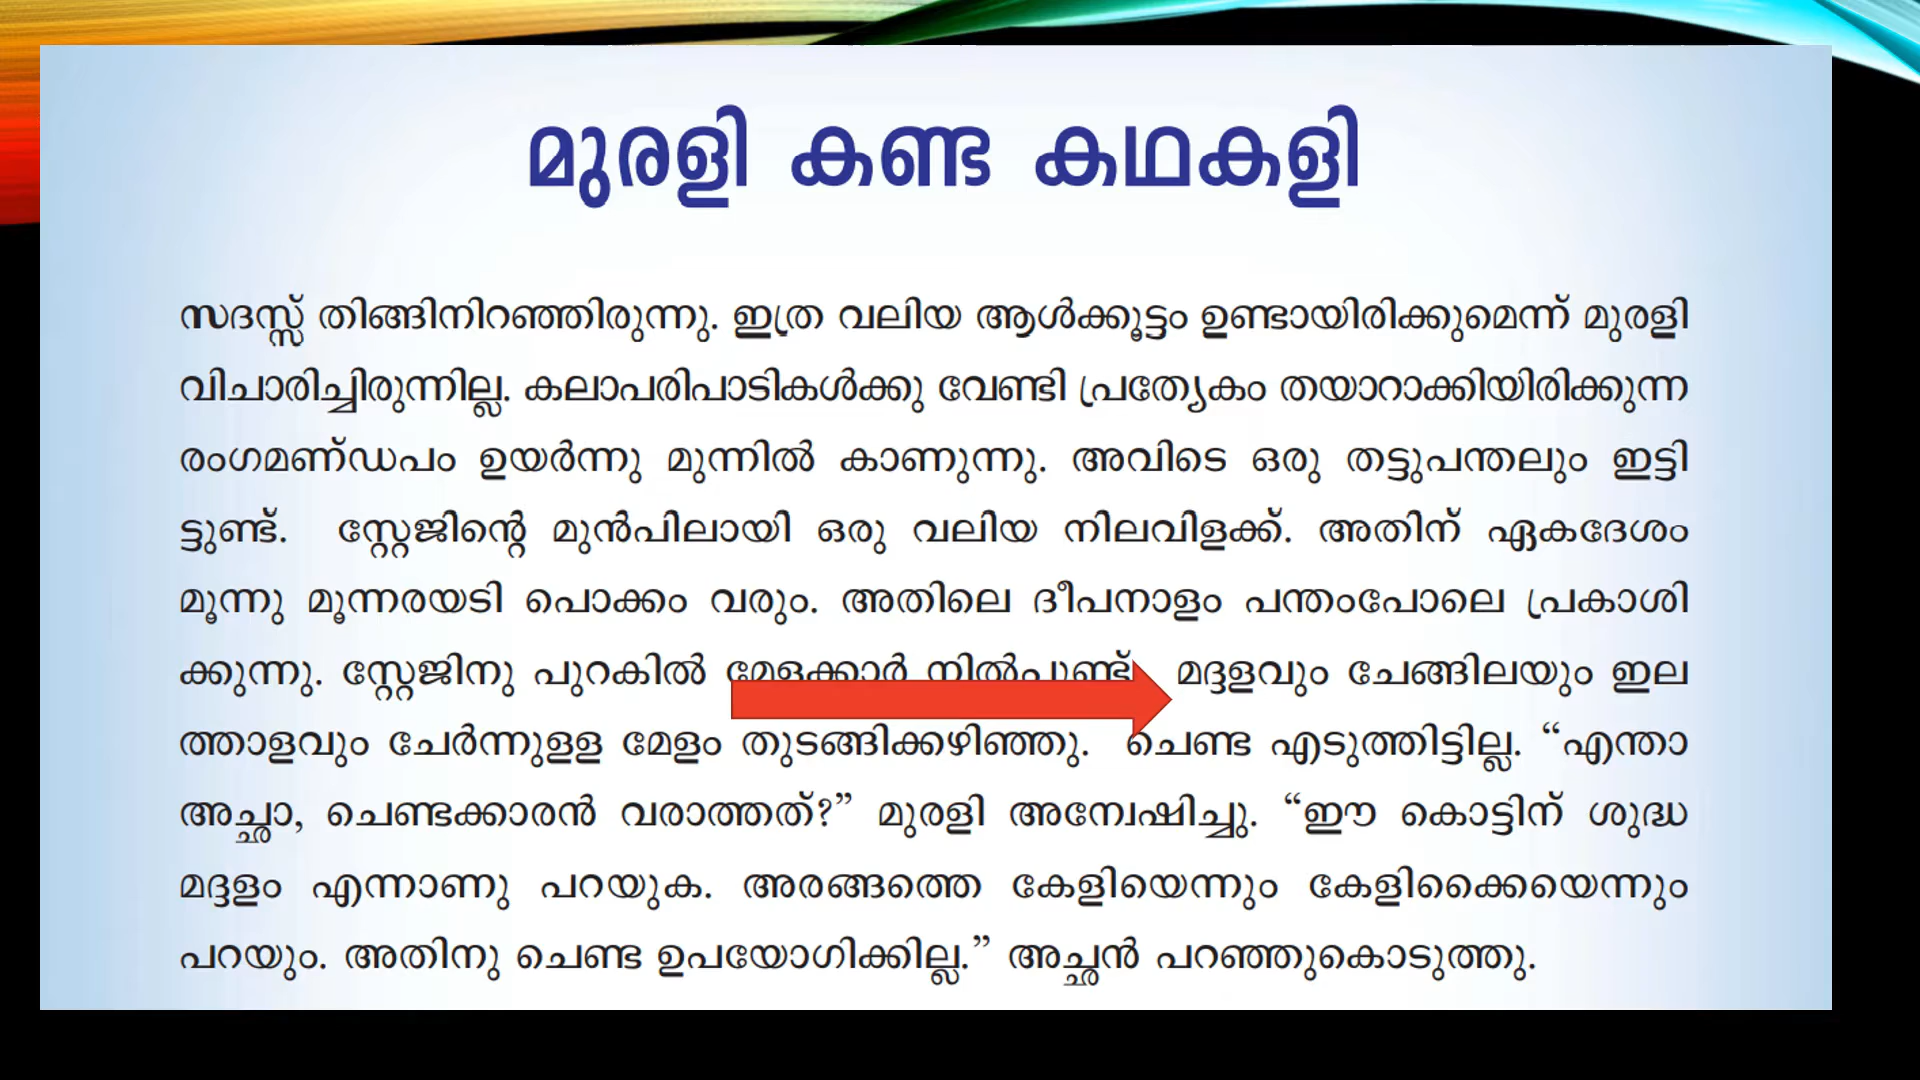 മുരളി കണ്ട കഥകളി
സദസ്സ് തിങ്ങിനിറഞ്ഞിരുന്നു. ഇത്ര വലിയ ആൾക്കൂട്ടം ഉണ്ടായിരിക്കുമെന്ന് മുരളി
വിചാരിച്ചിരുന്നില്ല. കലാപരിപാടികൾക്കു വേണ്ടി പ്രത്യേകം തയാറാക്കിയിരിക്കുന്ന
രംഗമണ്ഡപം ഉയർന്നു മുന്നിൽ കാണുന്നു. അവിടെ ഒരു തട്ടുപന്തലും ഇട്ടി
ട്ടുണ്ട്. സ്റ്റേജിന്റെ മുൻപിലായി ഒരു വലിയ നിലവിളക്ക്. അതിന് ഏകദേശം
മൂന്നു മൂന്നരയടി പൊക്കം വരും. അതിലെ ദീപനാളം പന്തംപോലെ പ്രകാശി
ക്കുന്നു. സ്റ്റേജിനു പുറകിൽ മേളക്കാർ നിൽപുണ്ട് മദ്ദളവും ചേങ്ങിലയും ഇല
ത്താളവും ചേർന്നുളള മേളം തുടങ്ങിക്കഴിഞ്ഞു. ചെണ്ട എടുത്തിട്ടില്ല. “എന്താ
അച്ഛാ, ചെണ്ടക്കാരൻ വരാത്തത്?” മുരളി അന്വേഷിച്ചു. “ഈ കൊട്ടിന് ശുദ്ധ
മദ്ദളം എന്നാണു പറയുക. അരങ്ങത്തെ കേളിയെന്നും കേളിക്കൈയെന്നും
പറയും. അതിനു ചെണ്ട ഉപയോഗിക്കില്ല.” അച്ഛൻ പറഞ്ഞുകൊടുത്തു.